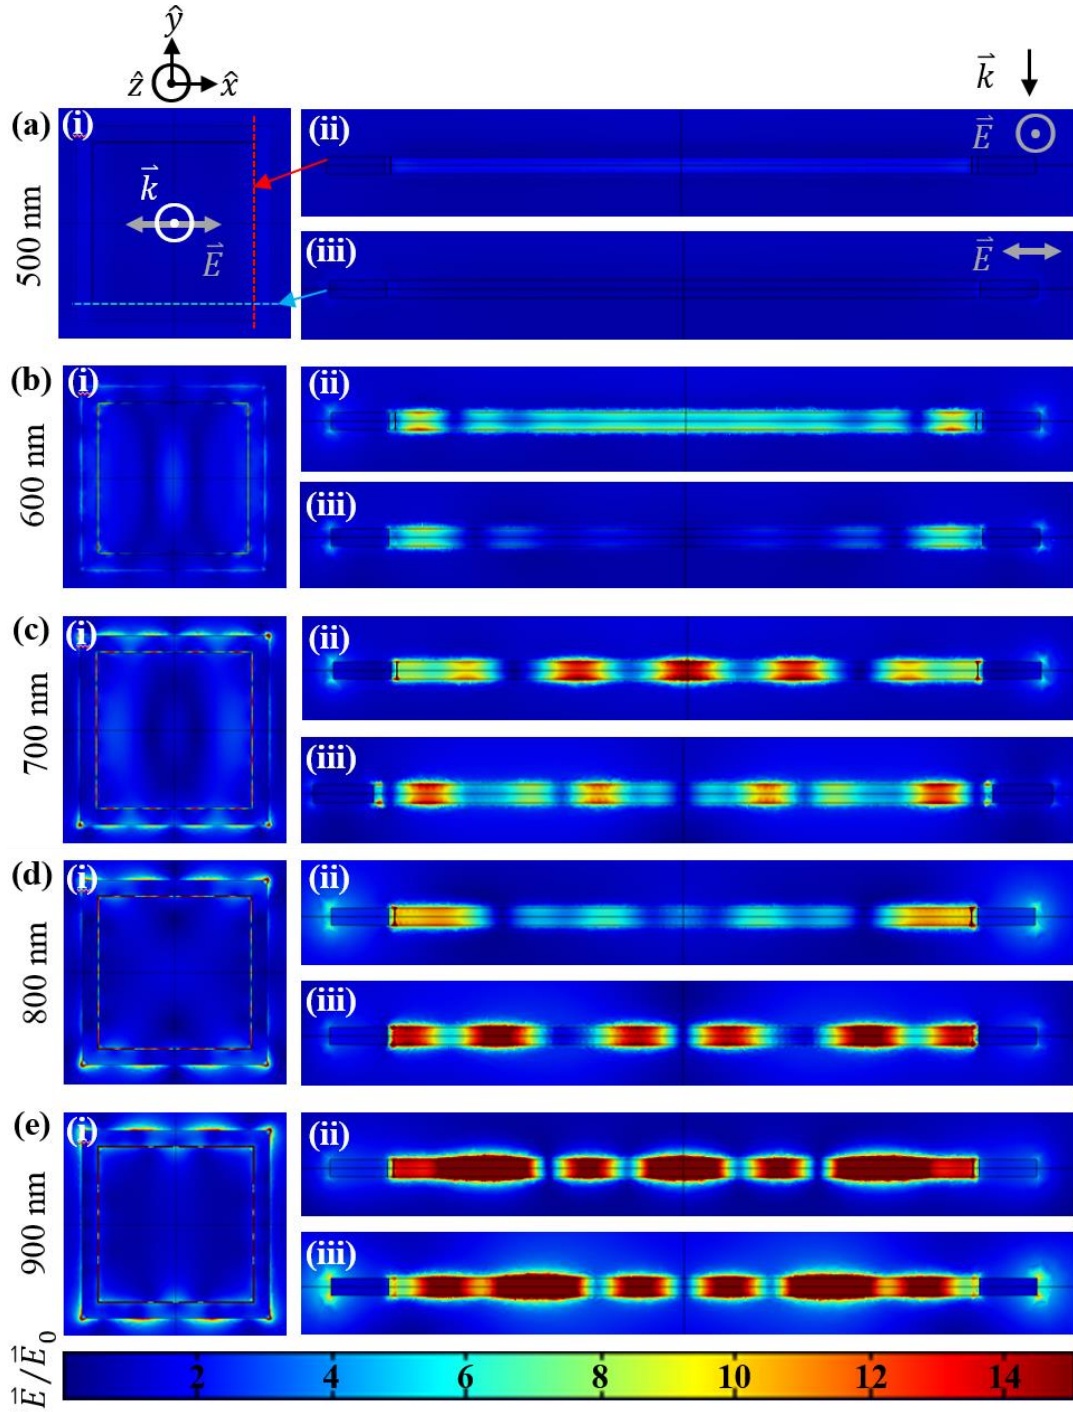 ŷ
ẑ x̂
k⃗
(a) (i) (ii) E⃗
k⃗
E⃗
500 nm
(iii) E⃗
(b) (i) (ii)
600 nm
(iii)
(c) (i) (ii)
700 nm
(iii)
(d) (i) (ii)
800 nm
(iii)
(e) (i) (ii)
900 nm
(iii)
E⃗/E⃗₀ 2 4 6 8 10 12 14